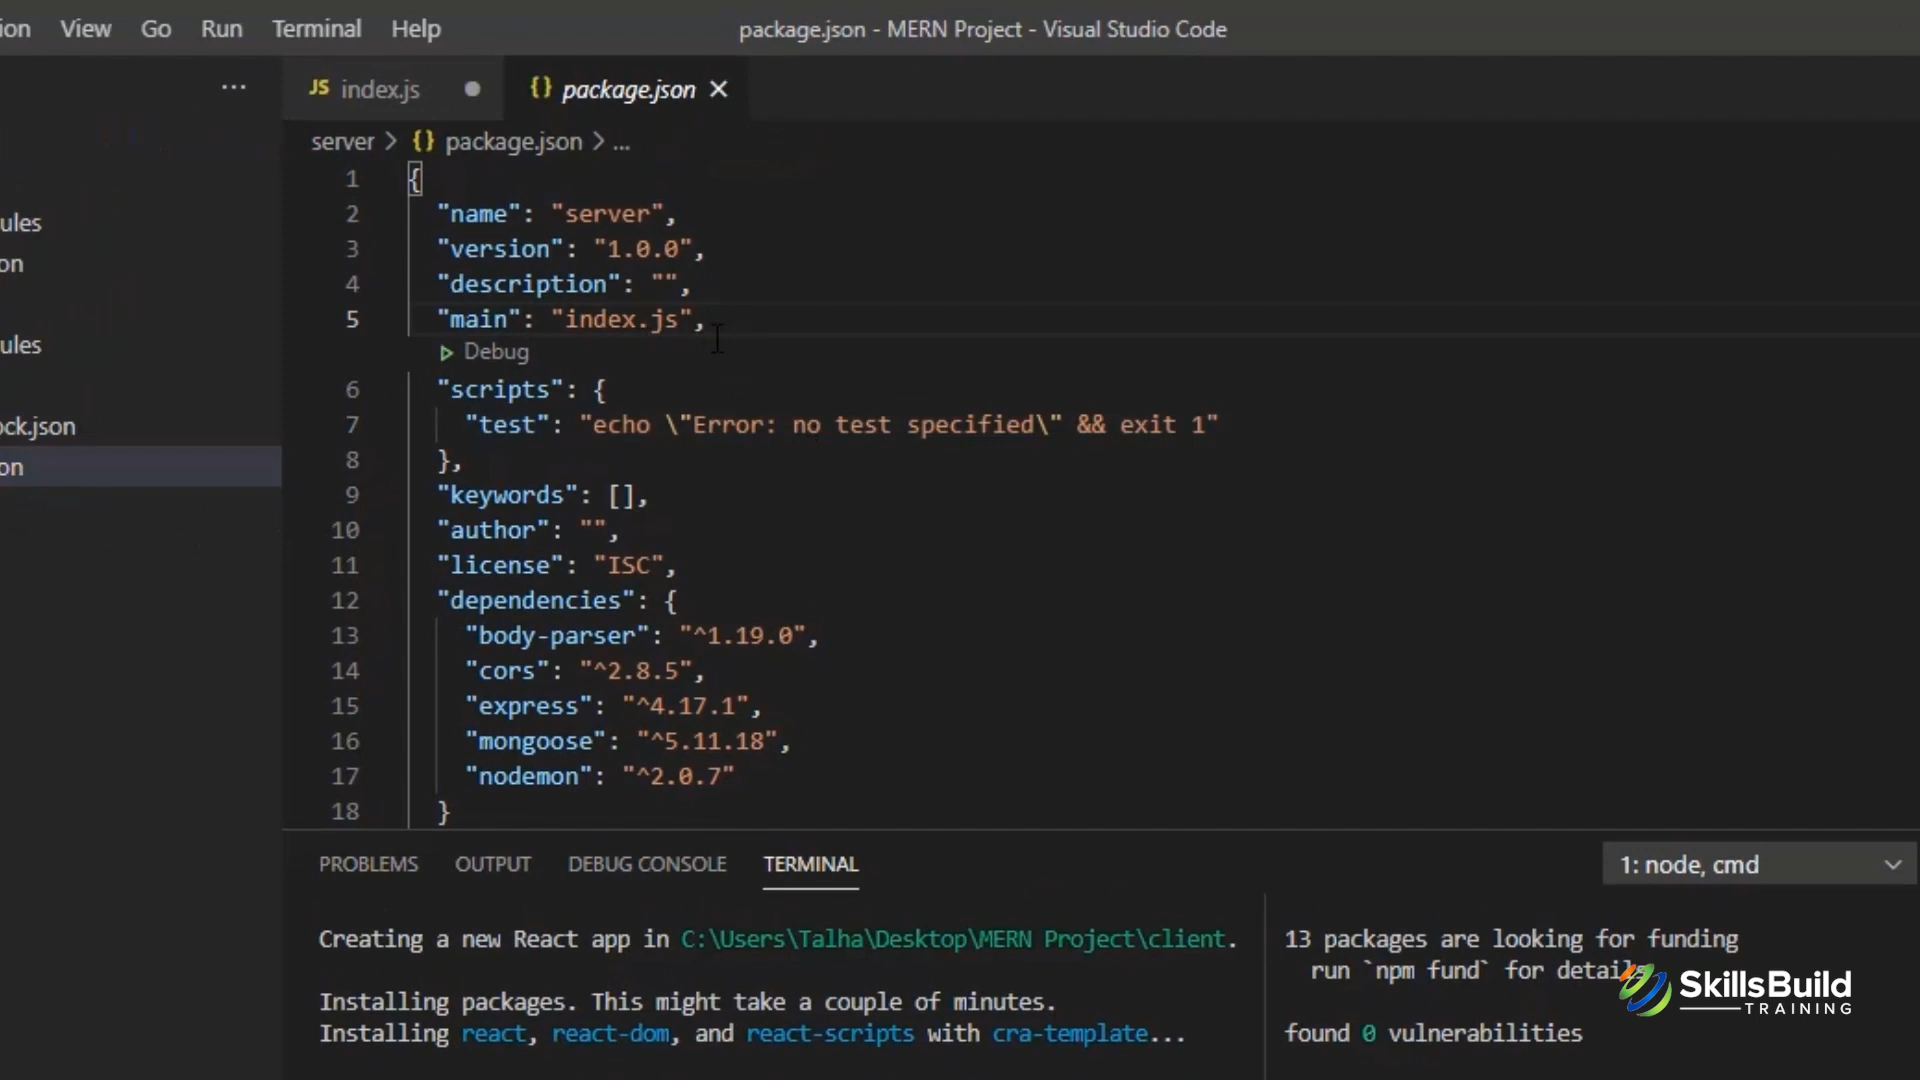 ion View Go Run Terminal Help package.json - MERN Project - Visual Studio Code
··· JS index.js {} package.json
server > {} package.json > ...
ules
on
ules
ock.json
on
1 {
2 "name": "server",
3 "version": "1.0.0",
4 "description": "",
5 "main": "index.js",
Debug
6 "scripts": {
7 "test": "echo \"Error: no test specified\" && exit 1"
8 },
9 "keywords": [],
10 "author": "",
11 "license": "ISC",
12 "dependencies": {
13 "body-parser": "^1.19.0",
14 "cors": "^2.8.5",
15 "express": "^4.17.1",
16 "mongoose": "^5.11.18",
17 "nodemon": "^2.0.7"
18 }
PROBLEMS OUTPUT DEBUG CONSOLE TERMINAL 1: node, cmd
Creating a new React app in C:\Users\Talha\Desktop\MERN Project\client.
Installing packages. This might take a couple of minutes.
Installing react, react-dom, and react-scripts with cra-template...
13 packages are looking for funding
run `npm fund` for details
found 0 vulnerabilities
SkillsBuild
TRAINING